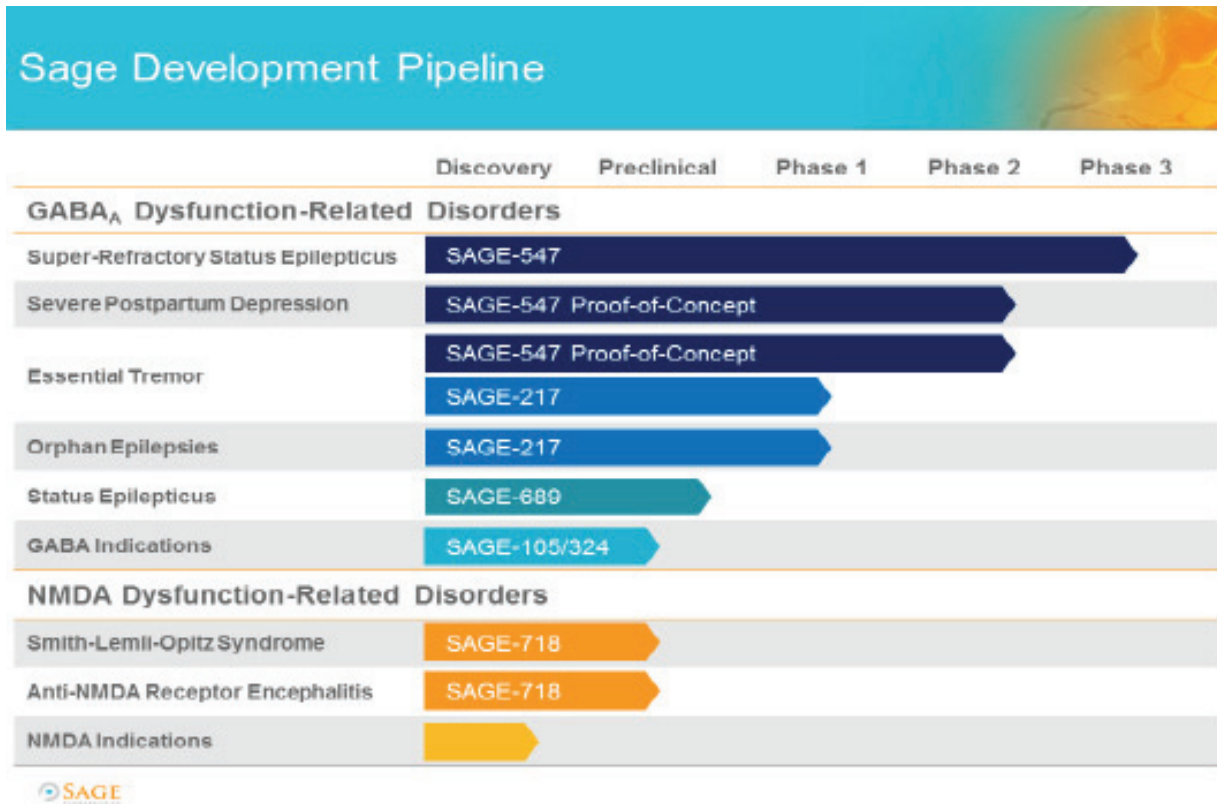 Sage Development Pipeline
Discovery Preclinical Phase 1 Phase 2 Phase 3
GABAA Dysfunction-Related Disorders
Super-Refractory Status Epilepticus SAGE-547
Severe Postpartum Depression SAGE-547 Proof-of-Concept
SAGE-547 Proof-of-Concept
Essential Tremor
SAGE-217
Orphan Epilepsies SAGE-217
Status Epilepticus SAGE-689
GABA Indications SAGE-105/324
NMDA Dysfunction-Related Disorders
Smith-Lemli-Opitz Syndrome SAGE-718
Anti-NMDA Receptor Encephalitis SAGE-718
NMDA Indications
SAGE